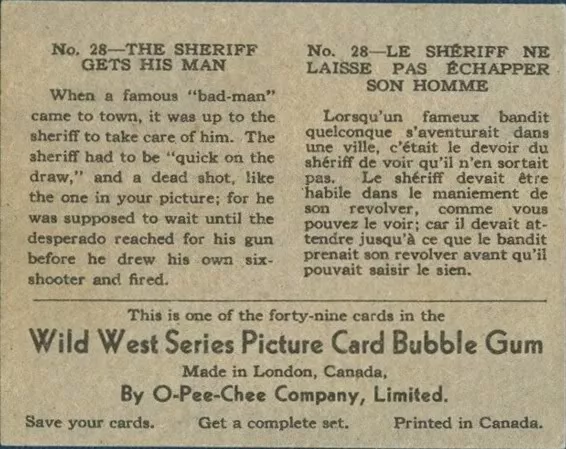 No. 28—THE SHERIFF
GETS HIS MAN
When a famous "bad-man"
came to town, it was up to the
sheriff to take care of him. The
sheriff had to be "quick on the
draw," and a dead shot, like
the one in your picture; for he
was supposed to wait until the
desperado reached for his gun
before he drew his own six-
shooter and fired.
No. 28—LE SHÉRIFF NE
LAISSE PAS ÉCHAPPER
SON HOMME
Lorsqu'un fameux bandit
quelconque s'aventurait dans
une ville, c'était le devoir du
shériff de voir qu'il n'en sortait
pas. Le shériff devait être
habile dans le maniement de
son revolver, comme vous
pouvez le voir; car il devait at-
tendre jusqu'à ce que le bandit
prenait son revolver avant qu'il
pouvait saisir le sien.
This is one of the forty-nine cards in the
Wild West Series Picture Card Bubble Gum
Made in London, Canada,
By O-Pee-Chee Company, Limited.
Save your cards. Get a complete set. Printed in Canada.